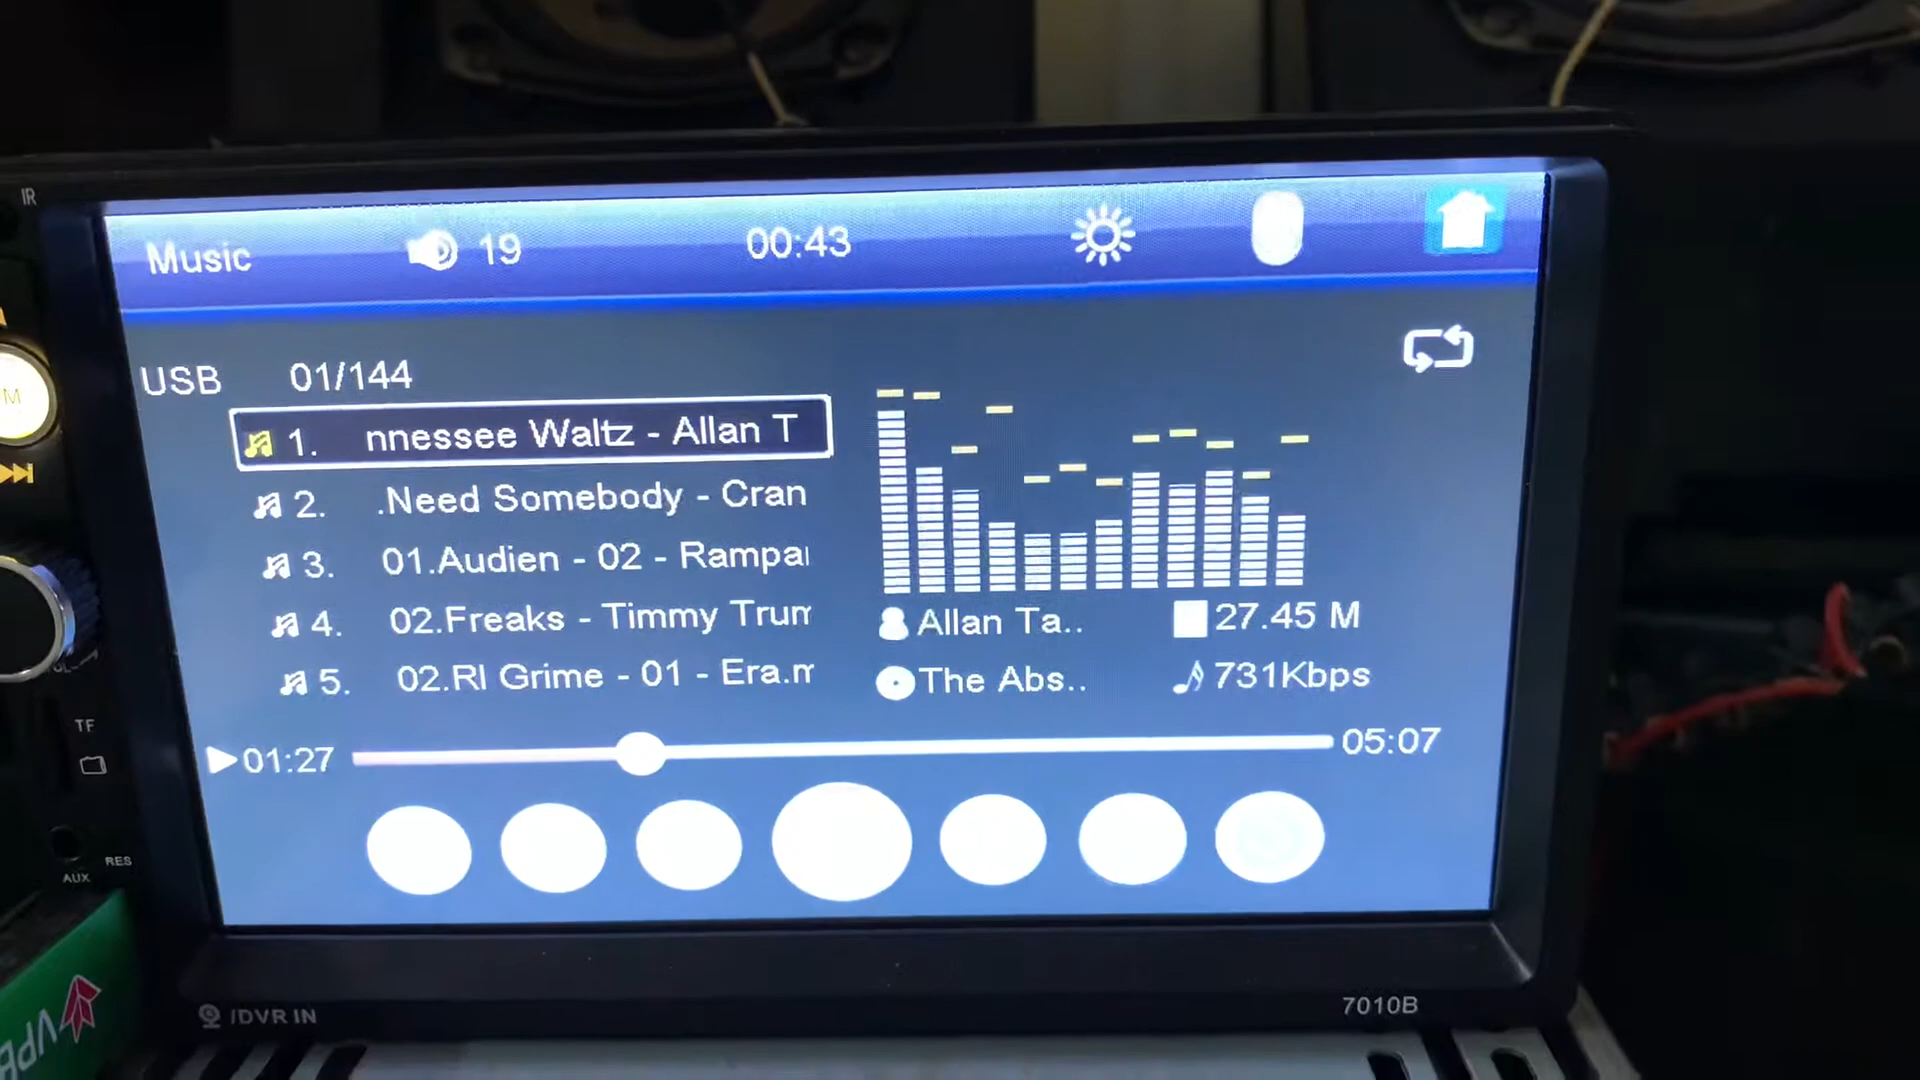 IR
Music 19 00:43
USB 01/144
1. nnessee Waltz - Allan T
2. .Need Somebody - Cran
3. 01.Audien - 02 - Rampa
4. 02.Freaks - Timmy Trum
5. 02.Rl Grime - 01 - Era.m
Allan Ta.. 27.45 M
The Abs.. 731Kbps
01:27 05:07
TF
RES
AUX
/DVR IN
7010B